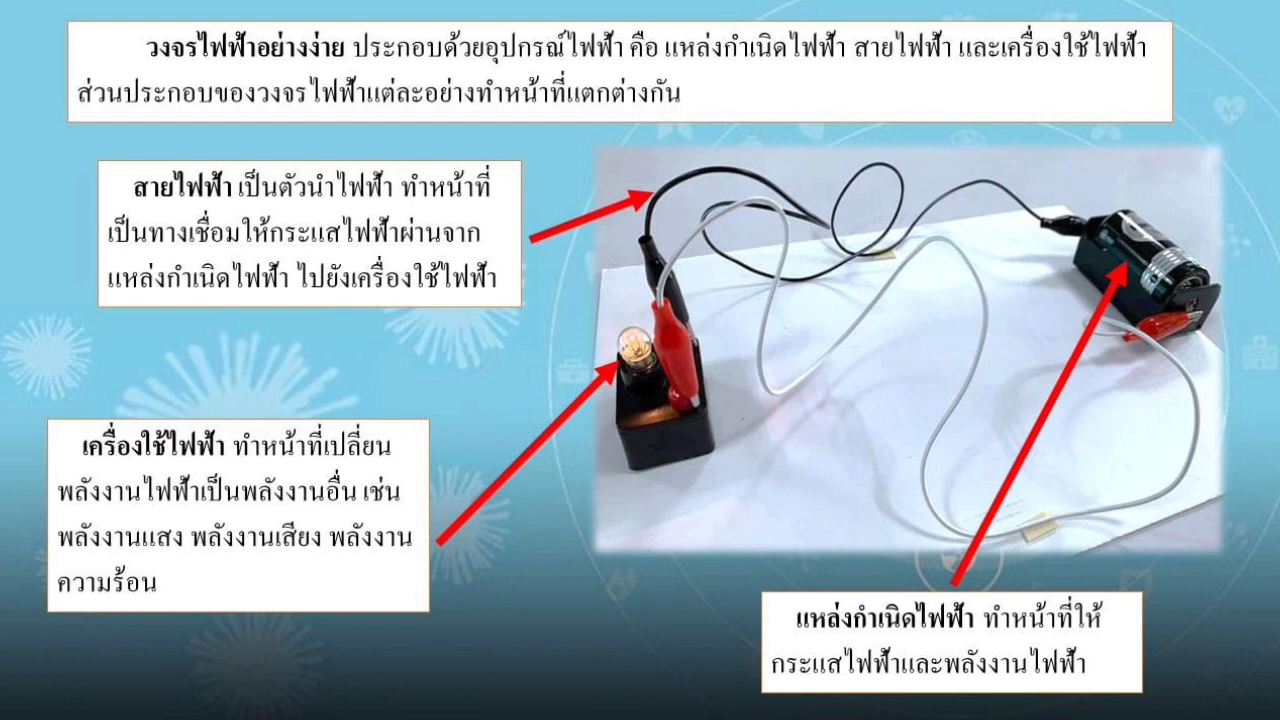 วงจรไฟฟ้าอย่างง่าย ประกอบด้วยอุปกรณ์ไฟฟ้า คือ แหล่งกำเนิดไฟฟ้า สายไฟฟ้า และเครื่องใช้ไฟฟ้า
ส่วนประกอบของวงจรไฟฟ้าแต่ละอย่างทำหน้าที่แตกต่างกัน
สายไฟฟ้า เป็นตัวนำไฟฟ้า ทำหน้าที่
เป็นทางเชื่อมให้กระแสไฟฟ้าผ่านจาก
แหล่งกำเนิดไฟฟ้า ไปยังเครื่องใช้ไฟฟ้า
เครื่องใช้ไฟฟ้า ทำหน้าที่เปลี่ยน
พลังงานไฟฟ้าเป็นพลังงานอื่น เช่น
พลังงานแสง พลังงานเสียง พลังงาน
ความร้อน
แหล่งกำเนิดไฟฟ้า ทำหน้าที่ให้
กระแสไฟฟ้าและพลังงานไฟฟ้า